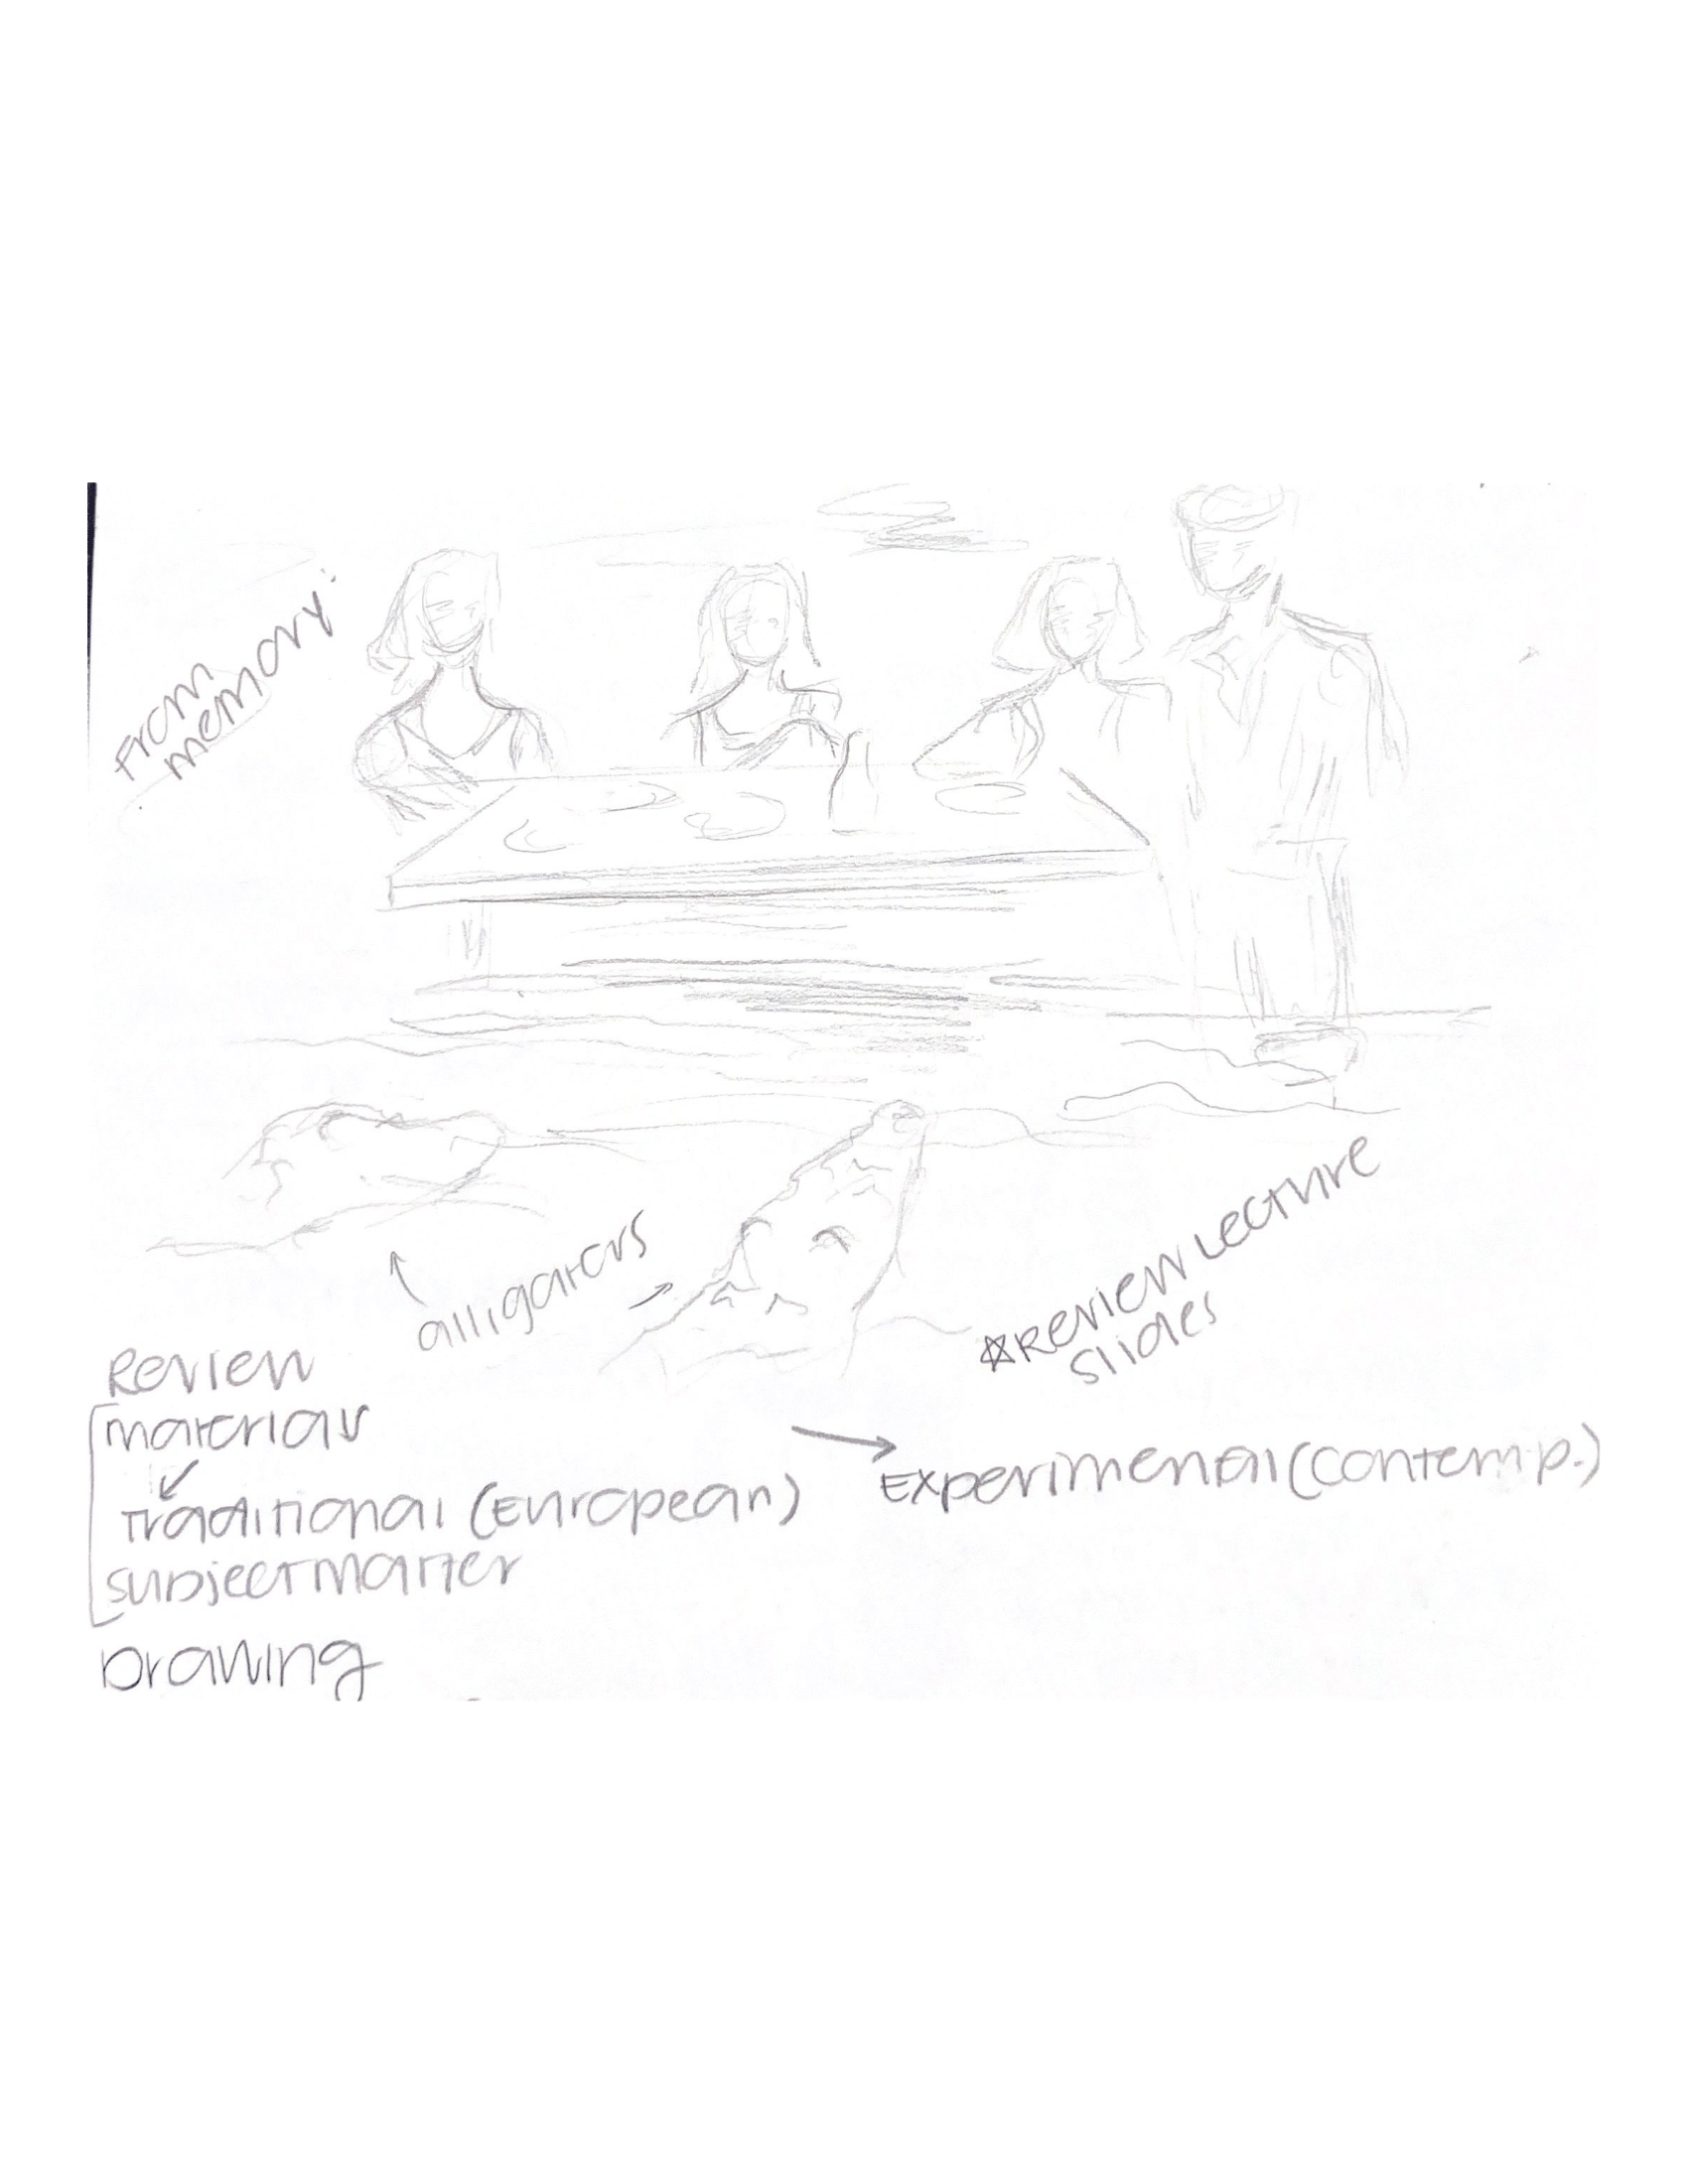 From
memory:
alligators
☆Review Lecture
Slides
Review
materials
Traditional (European)
Experimental (contemp.)
subject matter
Drawing